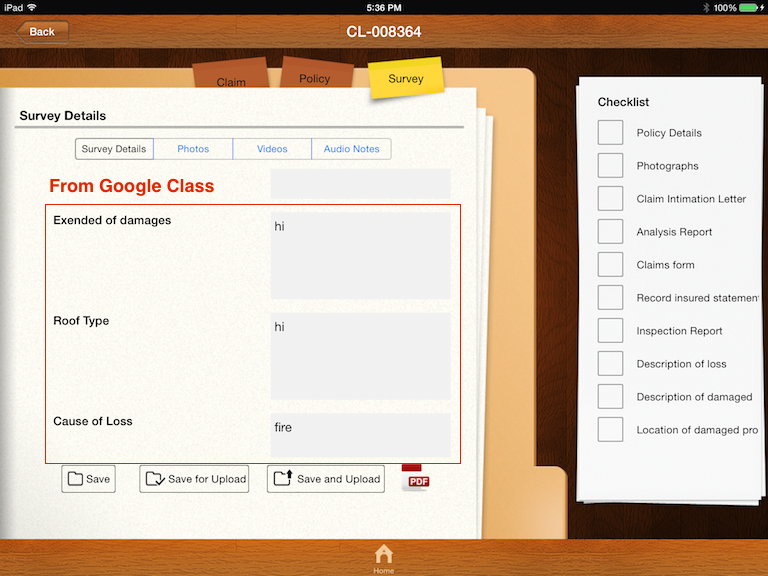 iPad 5:36 PM 100%
Back CL-008364
Claim Policy Survey
Survey Details
Survey Details Photos Videos Audio Notes
From Google Class
Exended of damages hi
Roof Type hi
Cause of Loss fire
Save Save for Upload Save and Upload PDF
Checklist
Policy Details
Photographs
Claim Intimation Letter
Analysis Report
Claims form
Record insured statemen
Inspection Report
Description of loss
Description of damaged
Location of damaged pro
Home